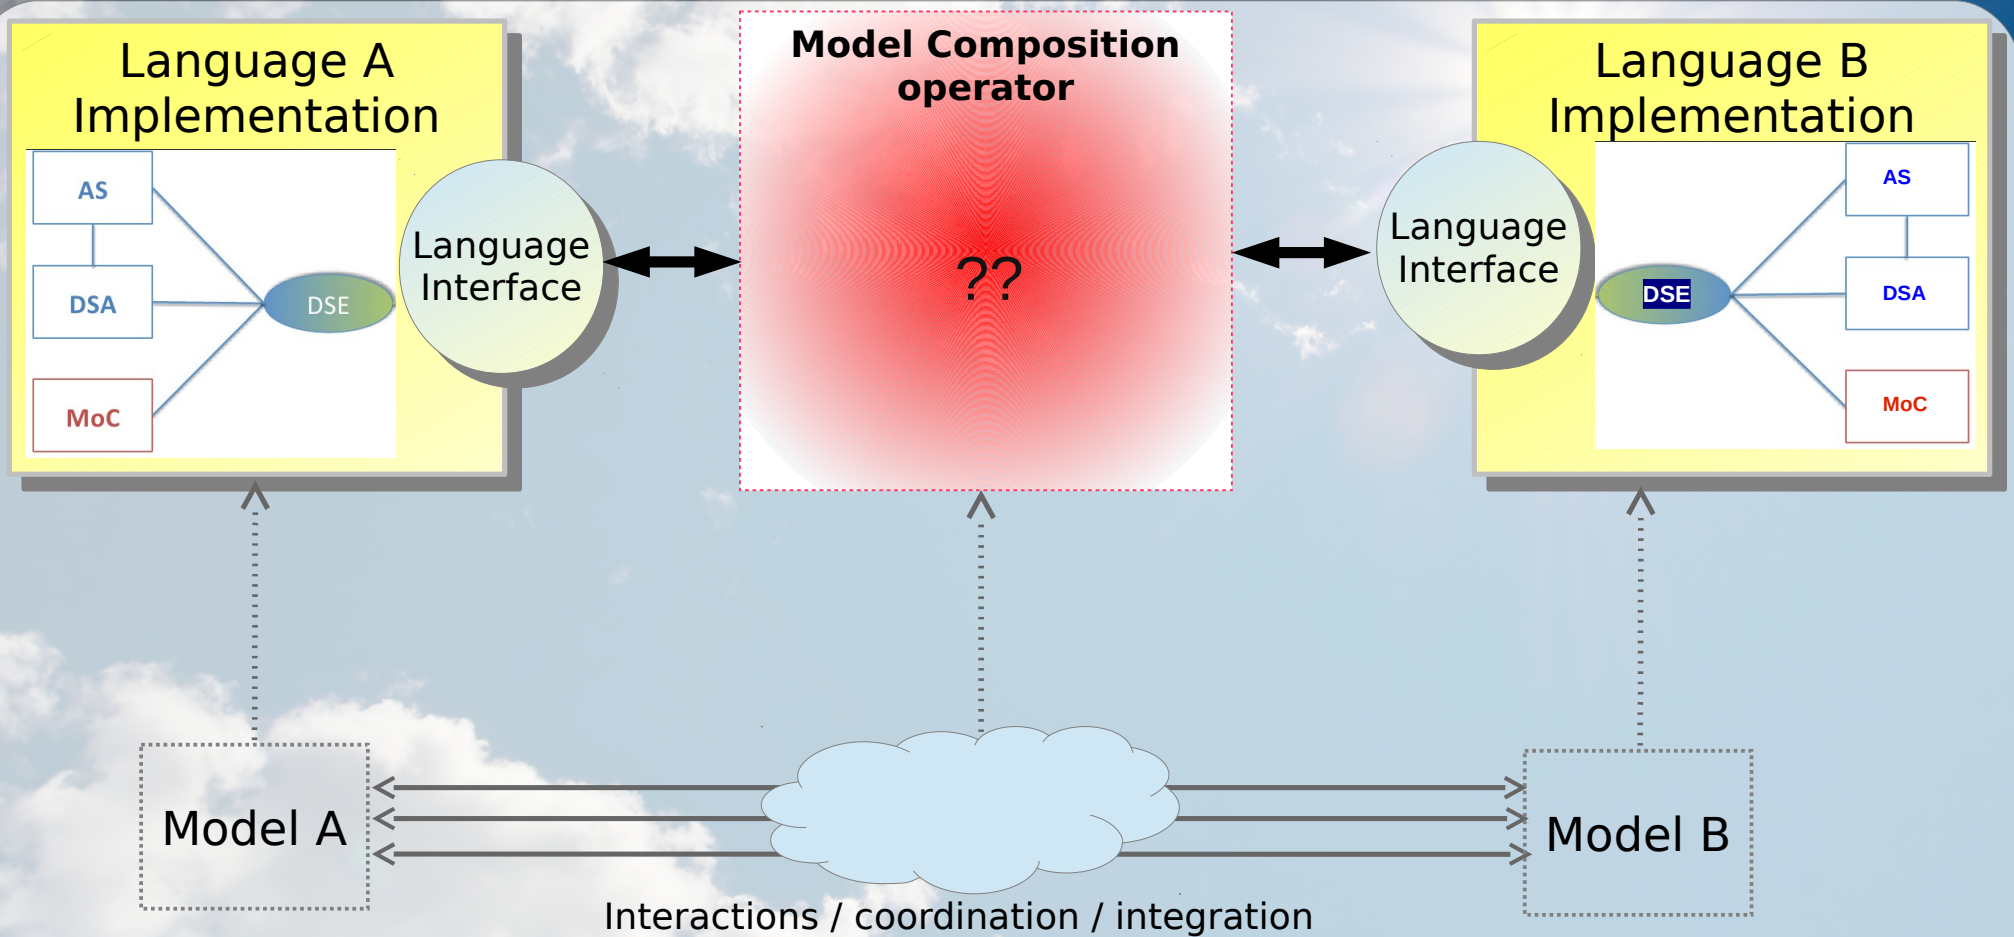 Language A
Implementation
AS
DSA
DSE
MoC
Language
Interface
Model Composition
operator
??
Language B
Implementation
Language
Interface
AS
DSE
DSA
MoC
Model A
Model B
Interactions / coordination / integration